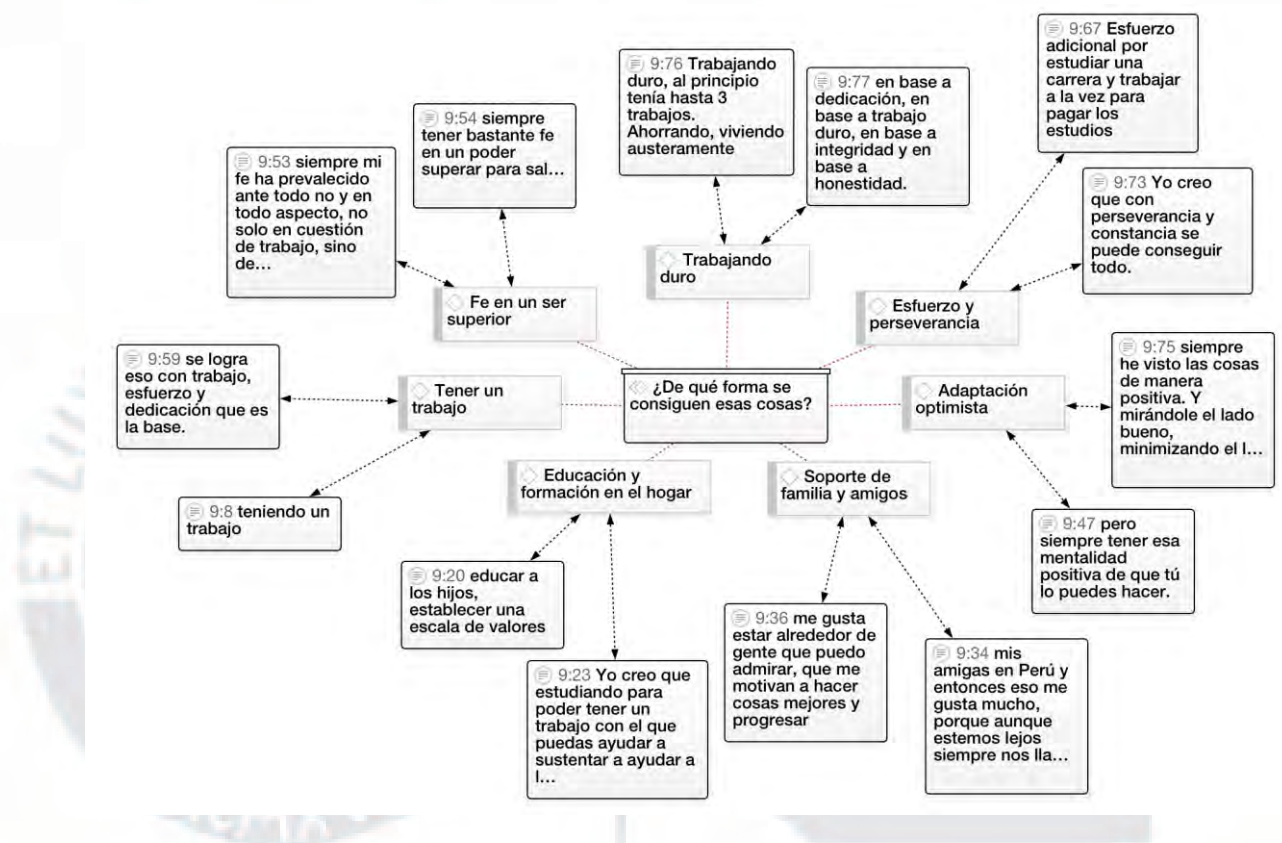 9:67 Esfuerzo
adicional por
estudiar una
carrera y trabajar
a la vez para
pagar los
estudios
9:76 Trabajando
duro, al principio
tenía hasta 3
trabajos.
Ahorrando, viviendo
austeramente
9:77 en base a
dedicación, en
base a trabajo
duro, en base a
integridad y en
base a
honestidad.
9:54 siempre
tener bastante fe
en un poder
superar para sal...
9:53 siempre mi
fe ha prevalecido
ante todo no y en
todo aspecto, no
solo en cuestión
de trabajo, sino
de...
9:73 Yo creo
que con
perseverancia y
constancia se
puede conseguir
todo.
Trabajando
duro
Fe en un ser
superior
Esfuerzo y
perseverancia
9:59 se logra
eso con trabajo,
esfuerzo y
dedicación que es
la base.
Tener un
trabajo
¿De qué forma se
consiguen esas cosas?
Adaptación
optimista
9:75 siempre
he visto las cosas
de manera
positiva. Y
mirándole el lado
bueno,
minimizando el l...
Educación y
formación en el hogar
Soporte de
familia y amigos
9:8 teniendo un
trabajo
9:47 pero
siempre tener esa
mentalidad
positiva de que tú
lo puedes hacer.
9:20 educar a
los hijos,
establecer una
escala de valores
9:23 Yo creo que
estudiando para
poder tener un
trabajo con el que
puedas ayudar a
sustentar a ayudar a
l...
9:36 me gusta
estar alrededor de
gente que puedo
admirar, que me
motivan a hacer
cosas mejores y
progresar
9:34 mis
amigas en Perú y
entonces eso me
gusta mucho,
porque aunque
estemos lejos
siempre nos lla...
ET